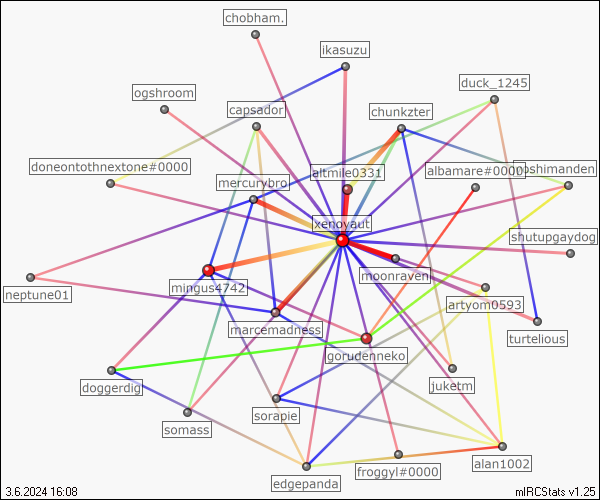 chobham.
ikasuzu
duck_1245
ogshroom
capsador
chunkzter
doneontothnextone#0000
altmile0331
albamare#0000
oshimanden
mercurybro
xenoyaut
shutupgaydog
moonraven
mingus4742
neptune01
artyom0593
marcemadness
turtelious
gorudenneko
doggerdig
juketm
sorapie
somass
alan1002
froggyl#0000
edgepanda
3.6.2024 16:08
mIRCStats v1.25